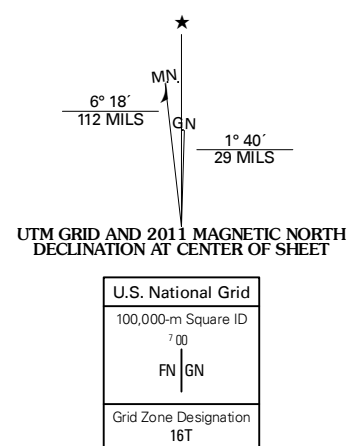 ★
MN.
GN
6° 18´
112 MILS
1° 40´
29 MILS
UTM GRID AND 2011 MAGNETIC NORTH
DECLINATION AT CENTER OF SHEET
U.S. National Grid
100,000-m Square ID
7 00
FN GN
Grid Zone Designation
16T